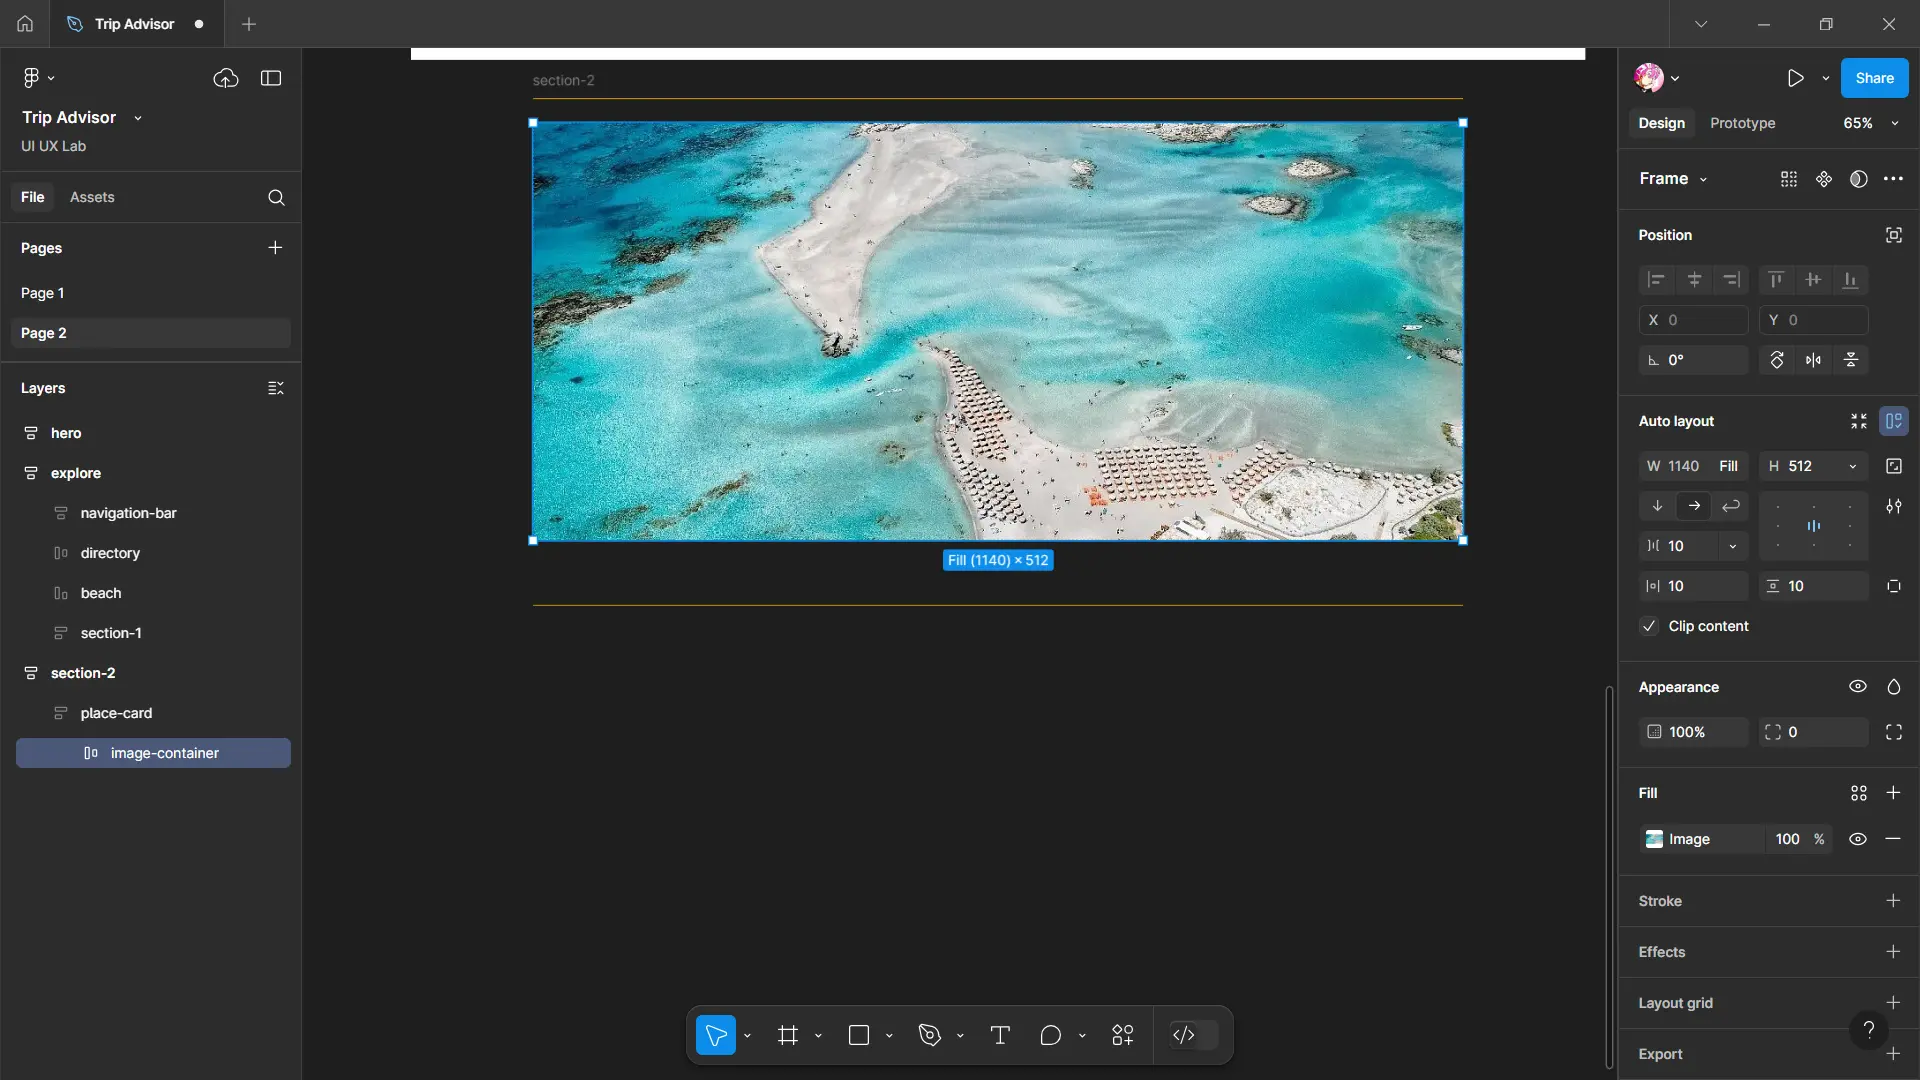 Trip Advisor
Share
Trip Advisor
UI UX Lab
File
Assets
Pages
Page 1
Page 2
Layers
hero
explore
navigation-bar
directory
beach
section-1
section-2
place-card
image-container
section-2
Fill (1140) × 512
Design
Prototype
65%
Frame
Position
X 0
Y 0
0°
Auto layout
W 1140 Fill
H 512
10
10
10
Clip content
Appearance
100%
0
Fill
Image
100 %
Stroke
Effects
Layout grid
Export
?